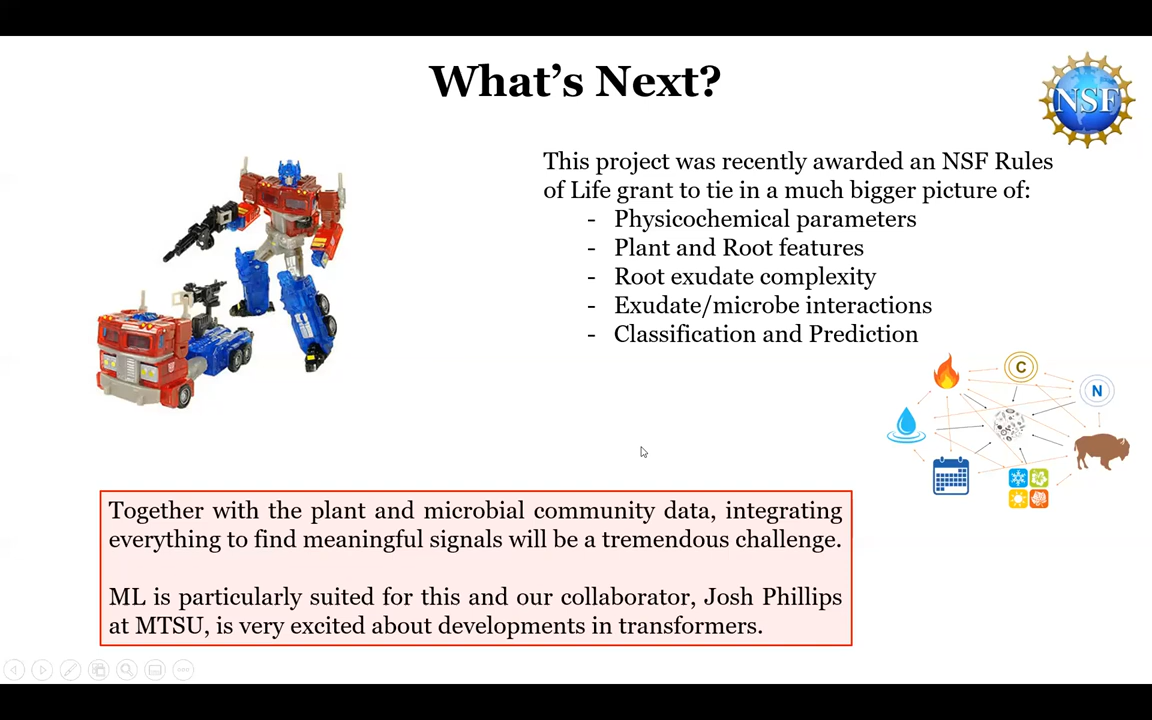 What's Next?
NSF
This project was recently awarded an NSF Rules
of Life grant to tie in a much bigger picture of:
- Physicochemical parameters
- Plant and Root features
- Root exudate complexity
- Exudate/microbe interactions
- Classification and Prediction
C
N
Together with the plant and microbial community data, integrating
everything to find meaningful signals will be a tremendous challenge.
ML is particularly suited for this and our collaborator, Josh Phillips
at MTSU, is very excited about developments in transformers.